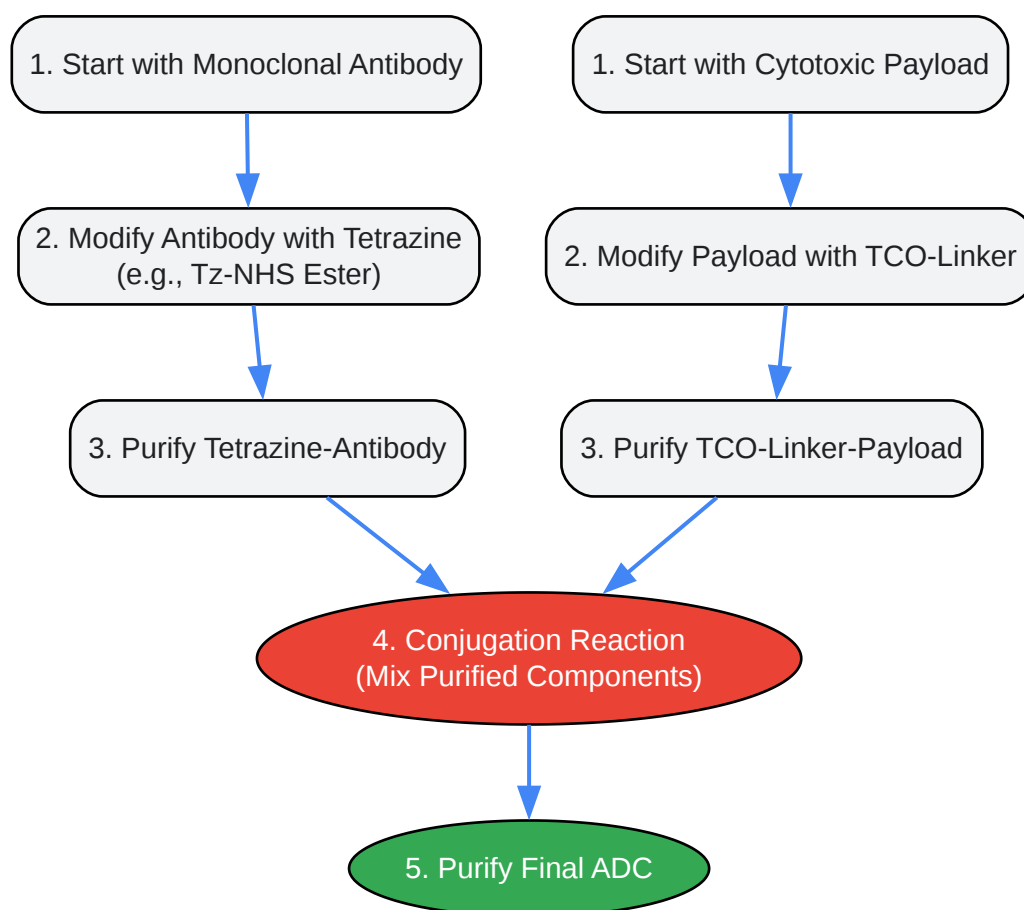 1. Start with Monoclonal Antibody
1. Start with Cytotoxic Payload
2. Modify Antibody with Tetrazine
(e.g., Tz-NHS Ester)
2. Modify Payload with TCO-Linker
3. Purify Tetrazine-Antibody
3. Purify TCO-Linker-Payload
4. Conjugation Reaction
(Mix Purified Components)
5. Purify Final ADC